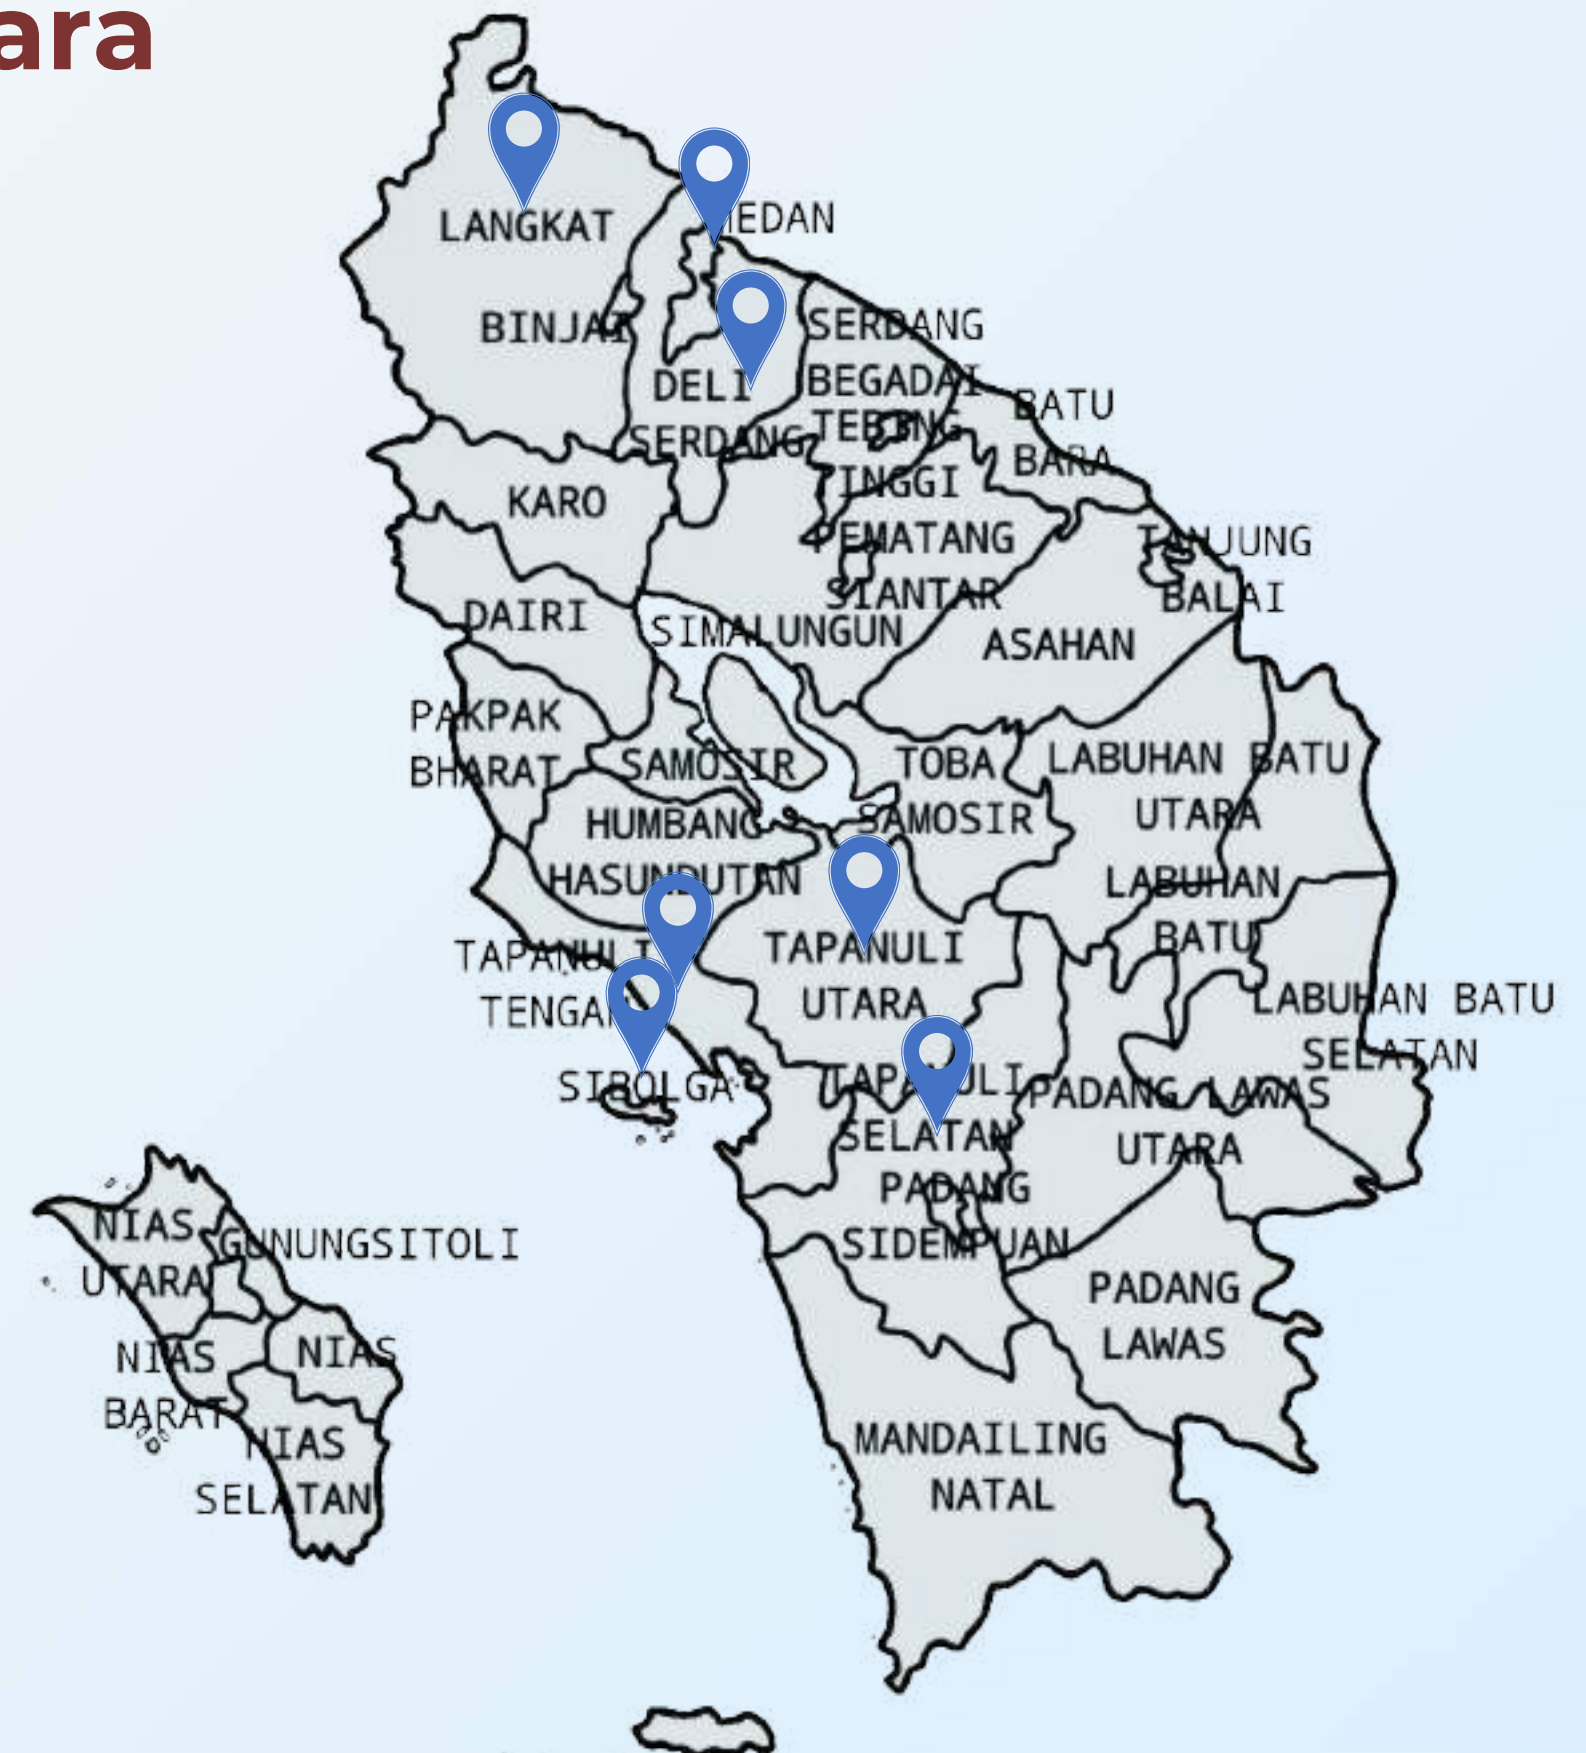 ara
LANGKAT
MEDAN
BINJAI
DELI
SERDANG
SERDANG
BEGADAI
TEBING
TINGGI
BATU
BARA
KARO
PEMATANG
SIANTAR
TANJUNG
BALAI
DAIRI
SIMALUNGUN
ASAHAN
PAKPAK
BHARAT
SAMOSIR
TOBA
SAMOSIR
LABUHAN BATU
UTARA
HUMBANG
HASUNDUTAN
LABUHAN
BATU
TAPANULI
TENGAH
TAPANULI
UTARA
LABUHAN BATU
SELATAN
SIBOLGA
TAPANULI
SELATAN
PADANG LAWAS
UTARA
PADANG
SIDEMPUAN
NIAS
UTARA
GUNUNGSITOLI
PADANG
LAWAS
NIAS
BARAT
NIAS
NIAS
SELATAN
MANDAILING
NATAL